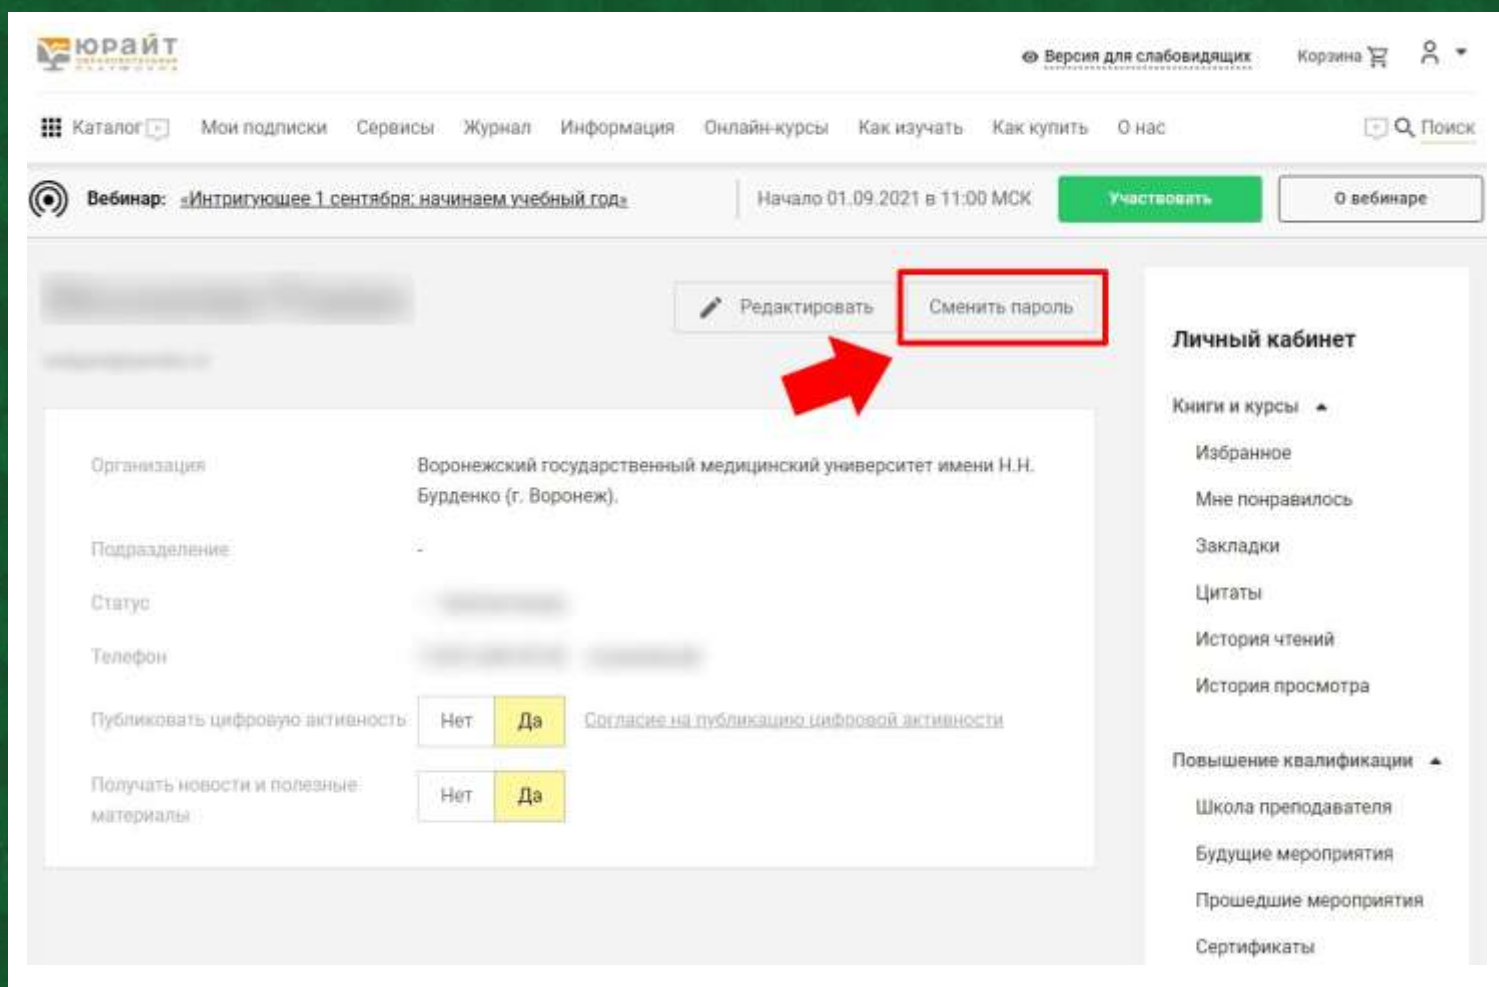 юрайт
ОБРАЗОВАТЕЛЬНАЯ
ПЛАТФОРМА
Версия для слабовидящих
Корзина
Каталог
Мои подписки
Сервисы
Журнал
Информация
Онлайн-курсы
Как изучать
Как купить
О нас
Поиск
Вебинар: «Интригующее 1 сентября: начинаем учебный год»
Начало 01.09.2021 в 11:00 МСК
Участвовать
О вебинаре
Редактировать
Сменить пароль
Организация
Воронежский государственный медицинский университет имени Н.Н.
Бурденко (г. Воронеж).
Подразделение
-
Статус
Телефон
Публиковать цифровую активность
Нет
Да
Согласие на публикацию цифровой активности
Получать новости и полезные
материалы
Нет
Да
Личный кабинет
Книги и курсы
Избранное
Мне понравилось
Закладки
Цитаты
История чтений
История просмотра
Повышение квалификации
Школа преподавателя
Будущие мероприятия
Прошедшие мероприятия
Сертификаты